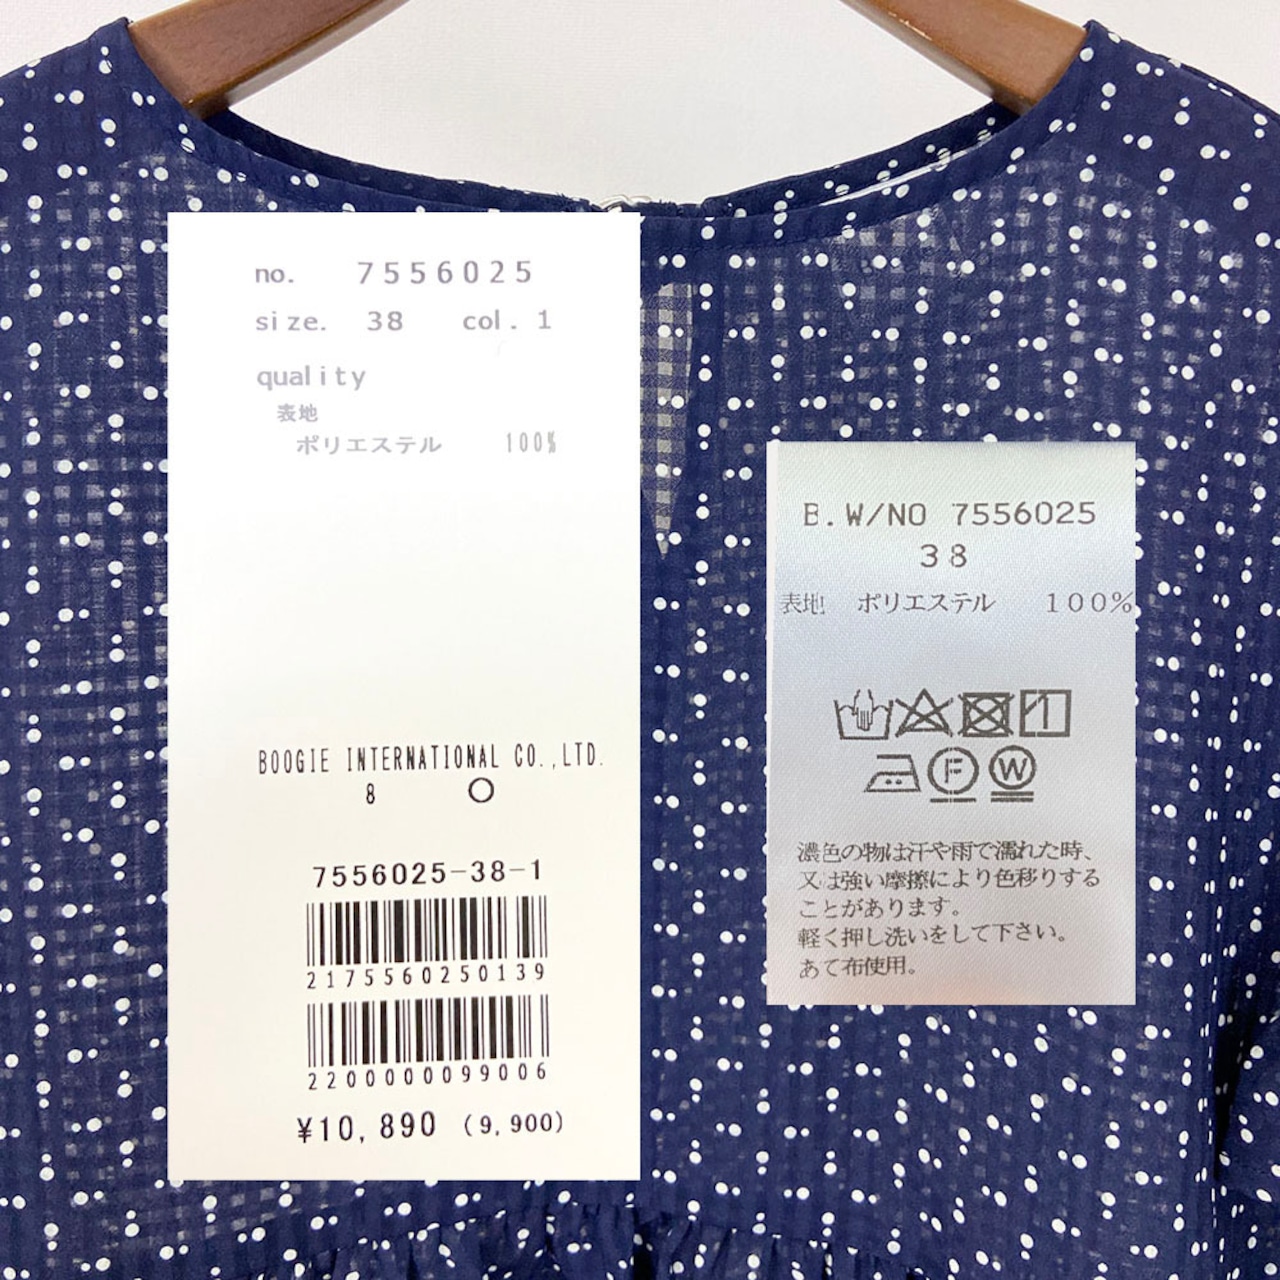 no. 7556025
size. 38 col. 1
quality
表地
ポリエステル 100%
BOOGIE INTERNATIONAL CO.,LTD.
8 ○
7556025-38-1
2175560250139
2200000099006
¥10,890 (9,900)
B.W/NO 7556025
38
表地 ポリエステル 100%
1
F W
濃色の物は汗や雨で濡れた時、
又は強い摩擦により色移りする
ことがあります。
軽く押し洗いをして下さい。
あて布使用。